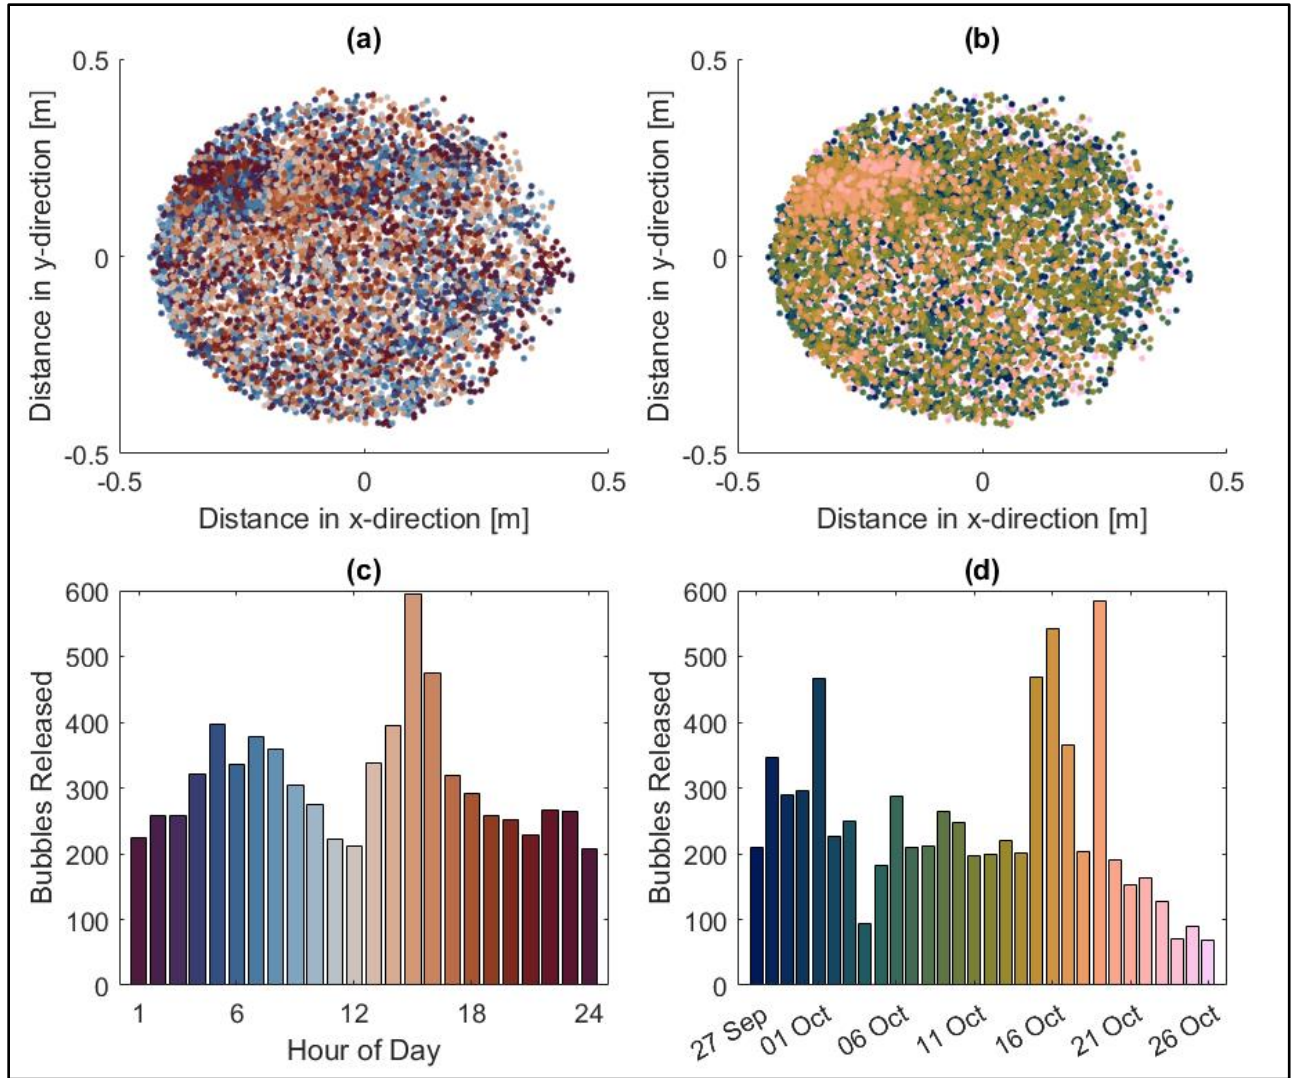 (a)
0.5
0
-0.5
-0.5
0
0.5
Distance in y-direction [m]
Distance in x-direction [m]
(b)
0.5
0
-0.5
-0.5
0
0.5
Distance in y-direction [m]
Distance in x-direction [m]
(c)
600
500
400
300
200
100
0
Bubbles Released
1 6 12 18 24
Hour of Day
(d)
600
500
400
300
200
100
0
Bubbles Released
27 Sep 01 Oct 06 Oct 11 Oct 16 Oct 21 Oct 26 Oct